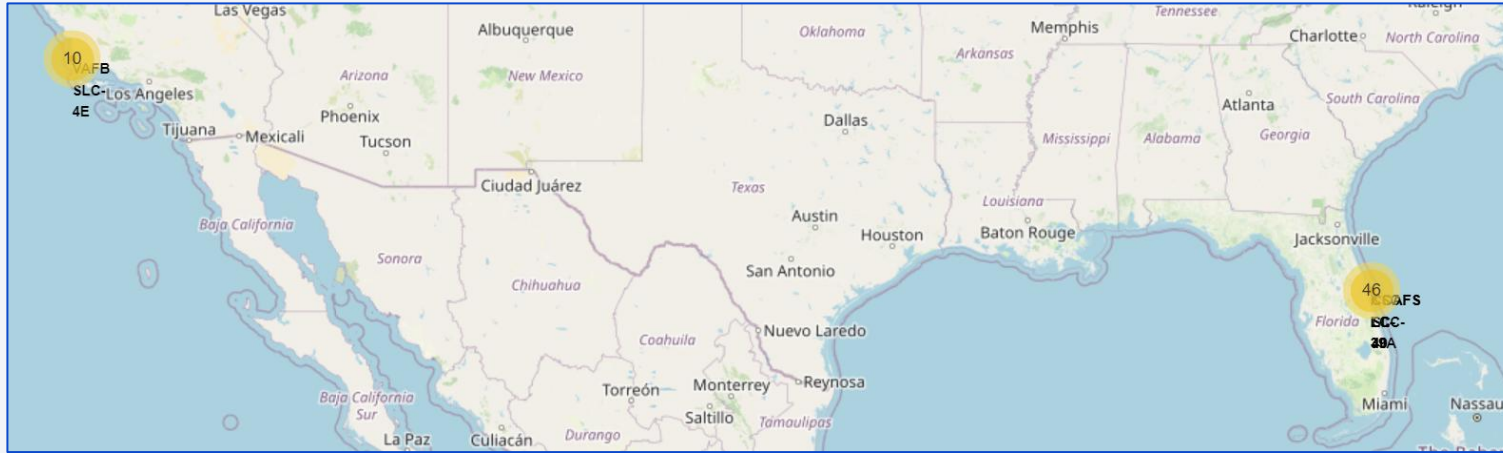 Las Vegas
Albuquerque
Oklahoma
Memphis
Tennessee
Raleigh
Charlotte
North Carolina
10
VAFB
SLC-
4E
Los Angeles
Arizona
New Mexico
Arkansas
Atlanta
South Carolina
Phoenix
Dallas
Tijuana
Mexicali
Tucson
Mississippi
Alabama
Georgia
Ciudad Juárez
Texas
Louisiana
Baja California
Austin
Houston
Baton Rouge
Jacksonville
Sonora
San Antonio
Chihuahua
46
Florida
Nuevo Laredo
Coahuila
Torreón
Monterrey
Reynosa
Baja California
Sur
Saltillo
Tamaulipas
Miami
Nassau
La Paz
Culiacán
Durango